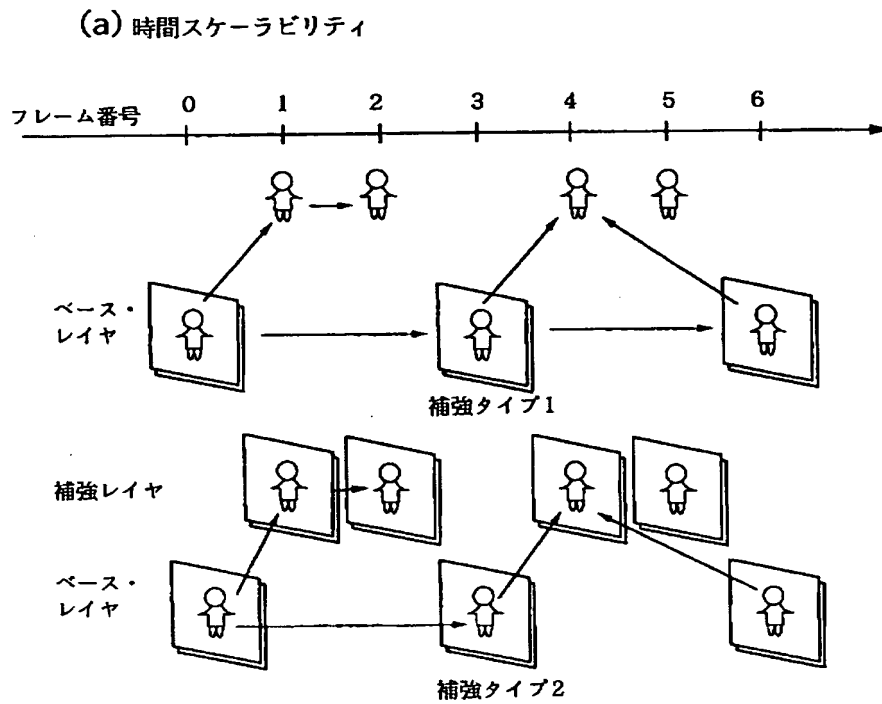 (a) 時間スケーラビリティ
フレーム番号 0 1 2 3 4 5 6
ベース・
レイヤ
補強タイプ1
補強レイヤ
ベース・
レイヤ
補強タイプ2